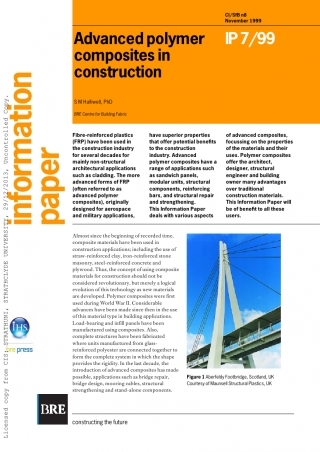 CI/SfB n6
November 1999
Advanced polymer
composites in
construction
IP 7/99
S M Halliwell, PhD
BRE Centre for Building Fabric
Fibre-reinforced plastics
(FRP) have been used in
the construction industry
for several decades for
mainly non-structural
architectural applications
such as cladding. The more
advanced forms of FRP
(often referred to as
advanced polymer
composites), originally
designed for aerospace
and military applications,
have superior properties
that offer potential benefits
to the construction
industry. Advanced
polymer composites have a
range of applications such
as sandwich panels,
modular units, structural
components, reinforcing
bars, and structural repair
and strengthening.
This Information Paper
deals with various aspects
of advanced composites,
focussing on the properties
of the materials and their
uses. Polymer composites
offer the architect,
designer, structural
engineer and building
owner many advantages
over traditional
construction materials.
This Information Paper will
be of benefit to all these
users.
Almost since the beginning of recorded time,
composite materials have been used in
construction applications; including the use of
straw-reinforced clay, iron-reinforced stone
masonry, steel-reinforced concrete and
plywood. Thus, the concept of using composite
materials for construction should not be
considered revolutionary, but merely a logical
evolution of this technology as new materials
are developed. Polymer composites were first
used during World War II. Considerable
advances have been made since then in the use
of this material type in building applications.
Load-bearing and infill panels have been
manufactured using composites. Also,
complete structures have been fabricated
where units manufactured from glass-
reinforced polyester are connected together to
form the complete system in which the shape
provides the rigidity. In the last decade, the
introduction of advanced composites has made
possible, applications such as bridge repair,
bridge design, mooring cables, structural
strengthening and stand-alone components.
Figure 1 Aberfeldy Footbridge, Scotland, UK
Courtesy of Maunsell Structural Plastics, UK
information
paper
IHS
press
BRE
constructing the future